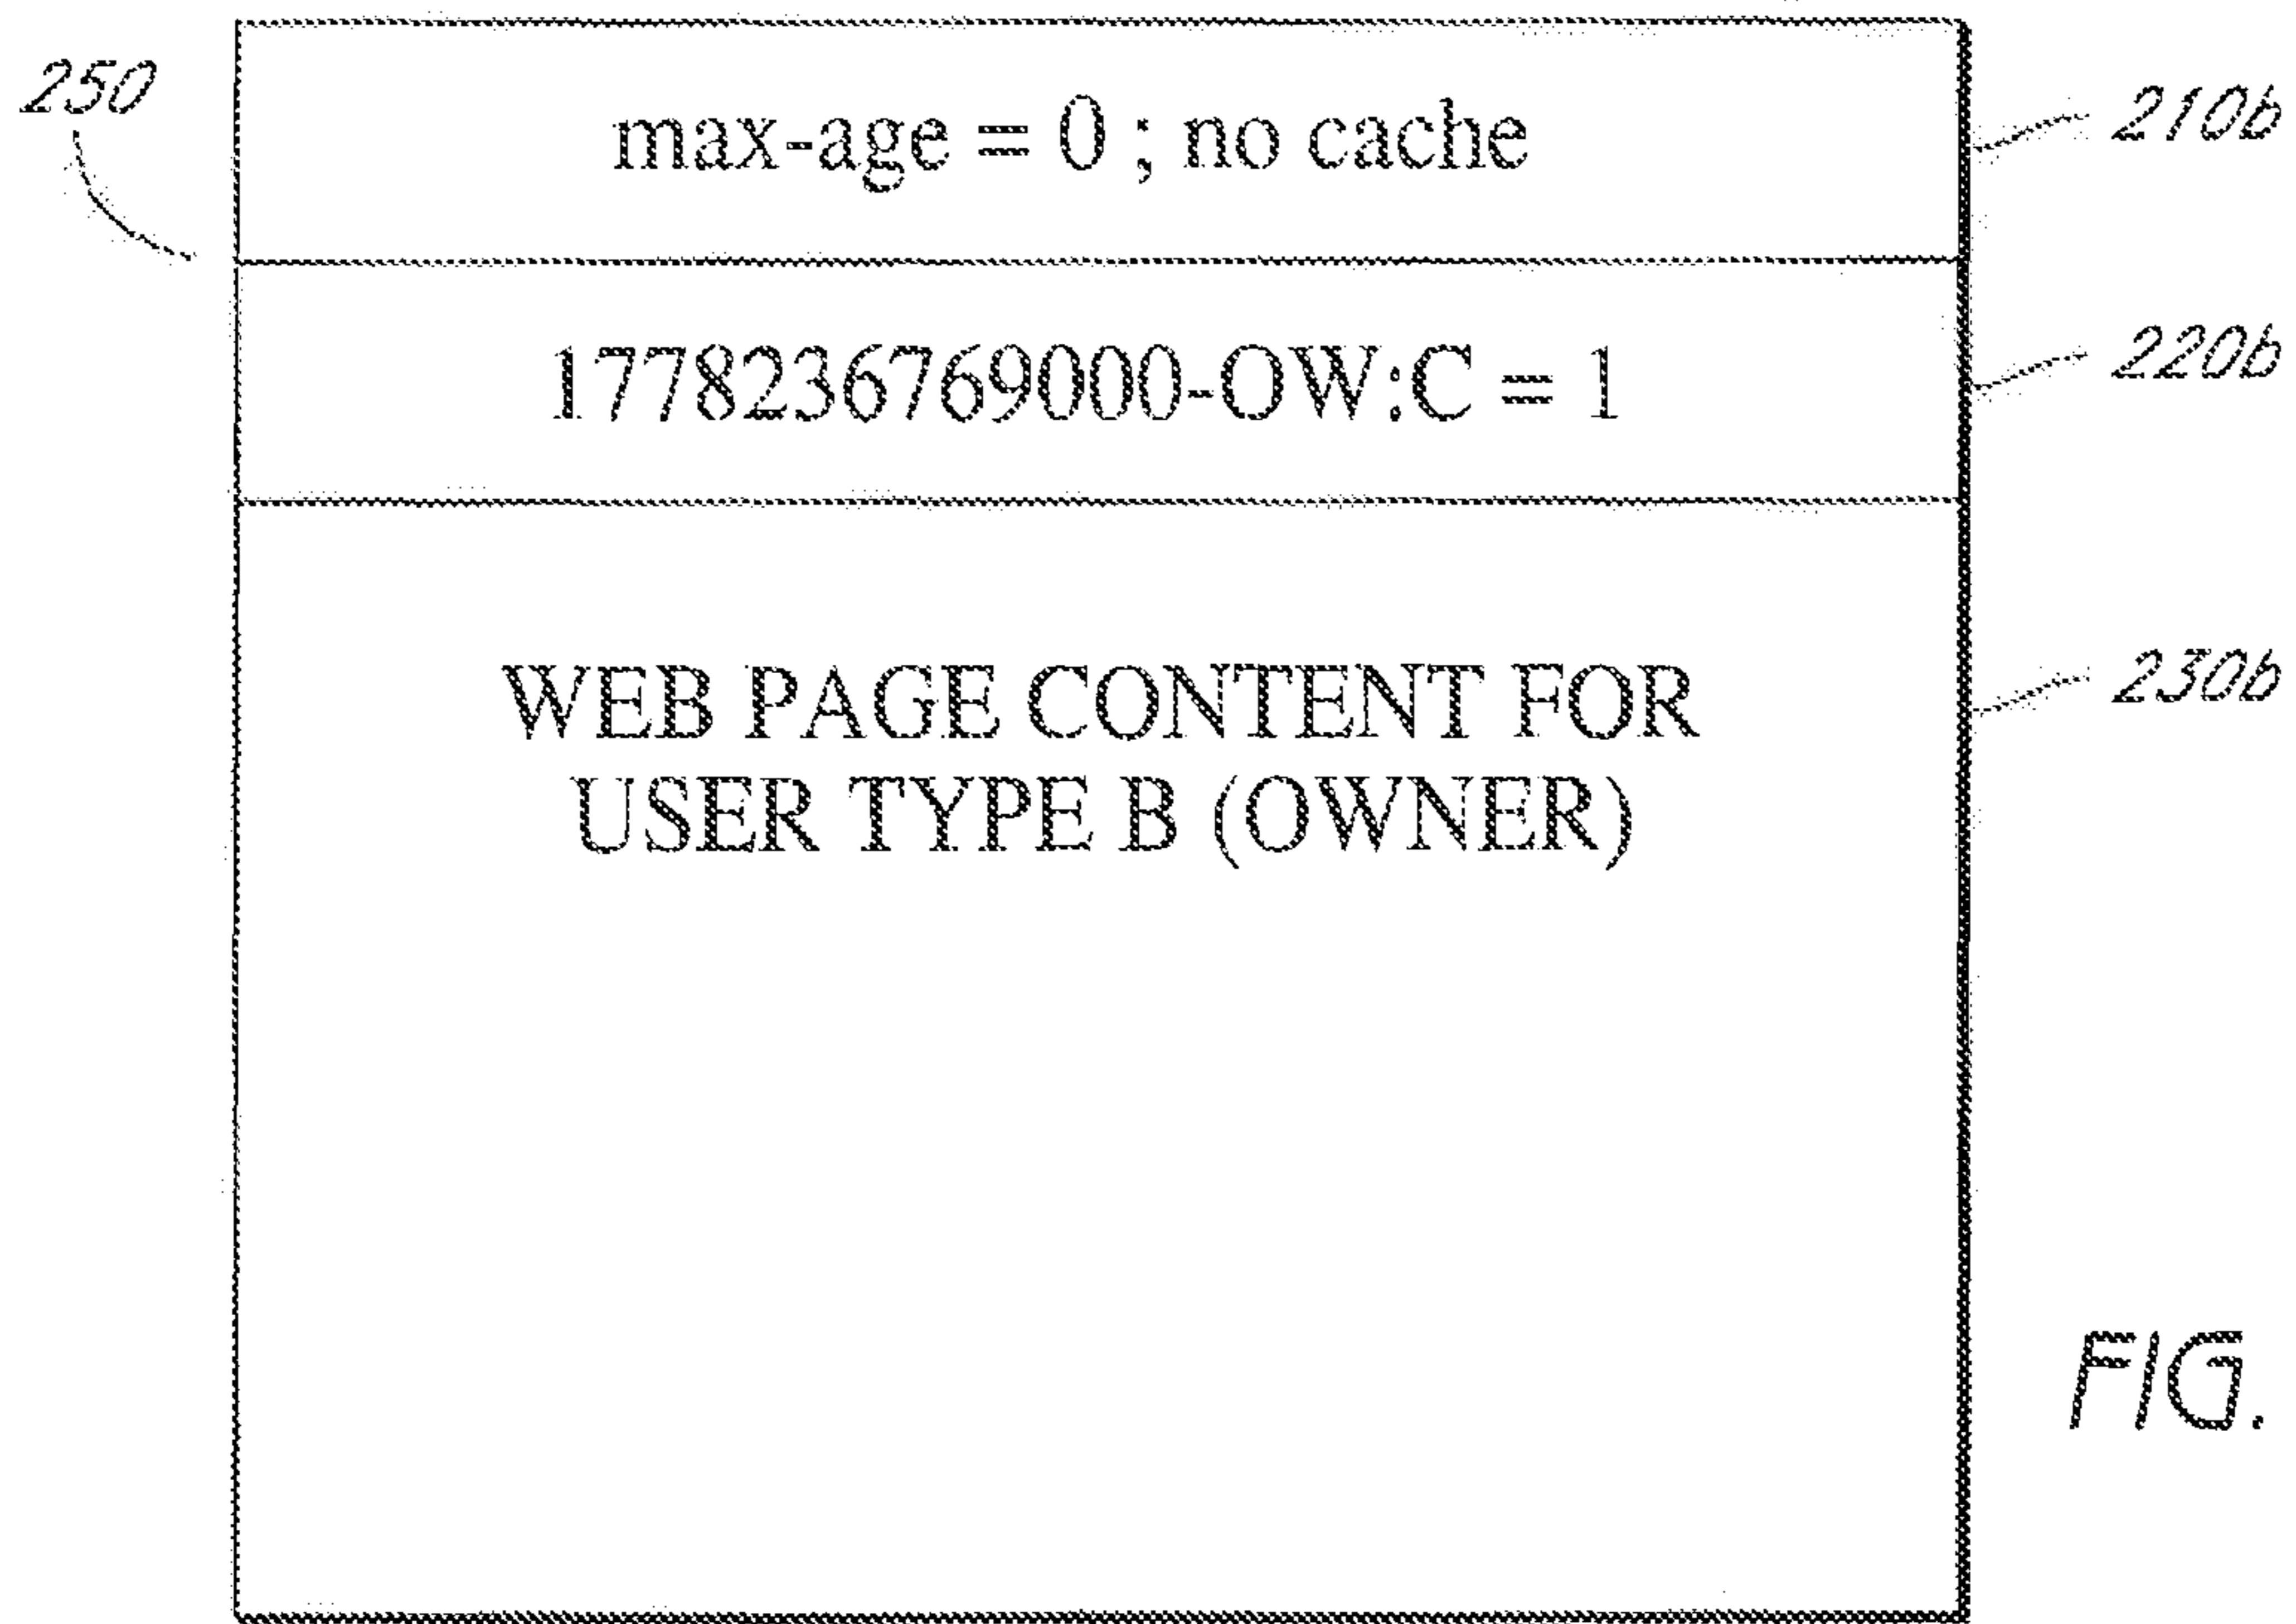 250
max-age = 0 ; no cache
210b
1778236769000-OW:C = 1
220b
WEB PAGE CONTENT FOR
USER TYPE B (OWNER)
230b
FIG.